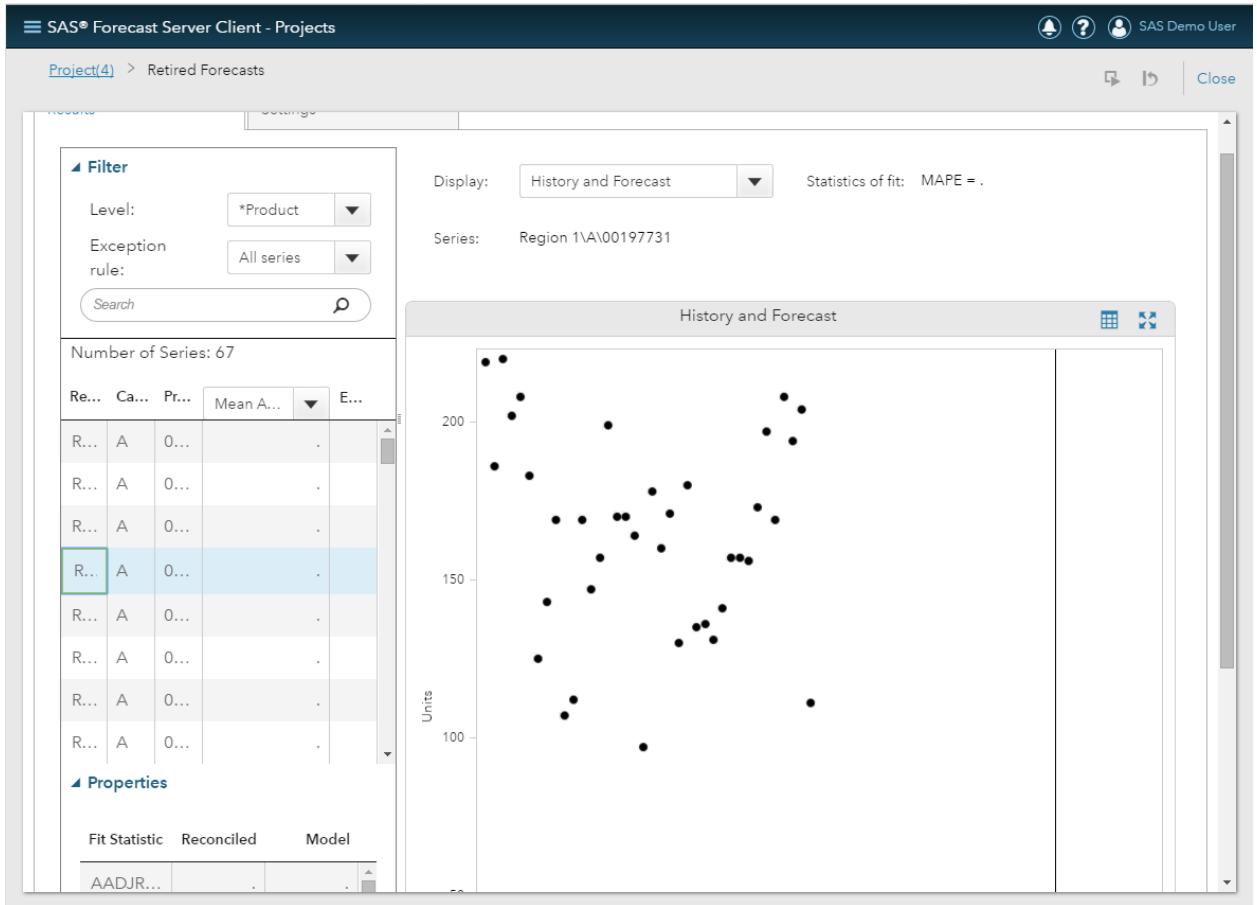 SAS® Forecast Server Client - Projects
SAS Demo User
Project(4) > Retired Forecasts
Close
Results
Settings
Filter
Level: *Product
Exception rule: All series
Search
Number of Series: 67
Re... Ca... Pr... Mean A... E...
R... A 0... .
R... A 0... .
R... A 0... .
R... A 0... .
R... A 0... .
R... A 0... .
R... A 0... .
R... A 0... .
Properties
Fit Statistic Reconciled Model
AADJR... . .
Display: History and Forecast Statistics of fit: MAPE = .
Series: Region 1\A\00197731
History and Forecast
200
150
Units
100
50